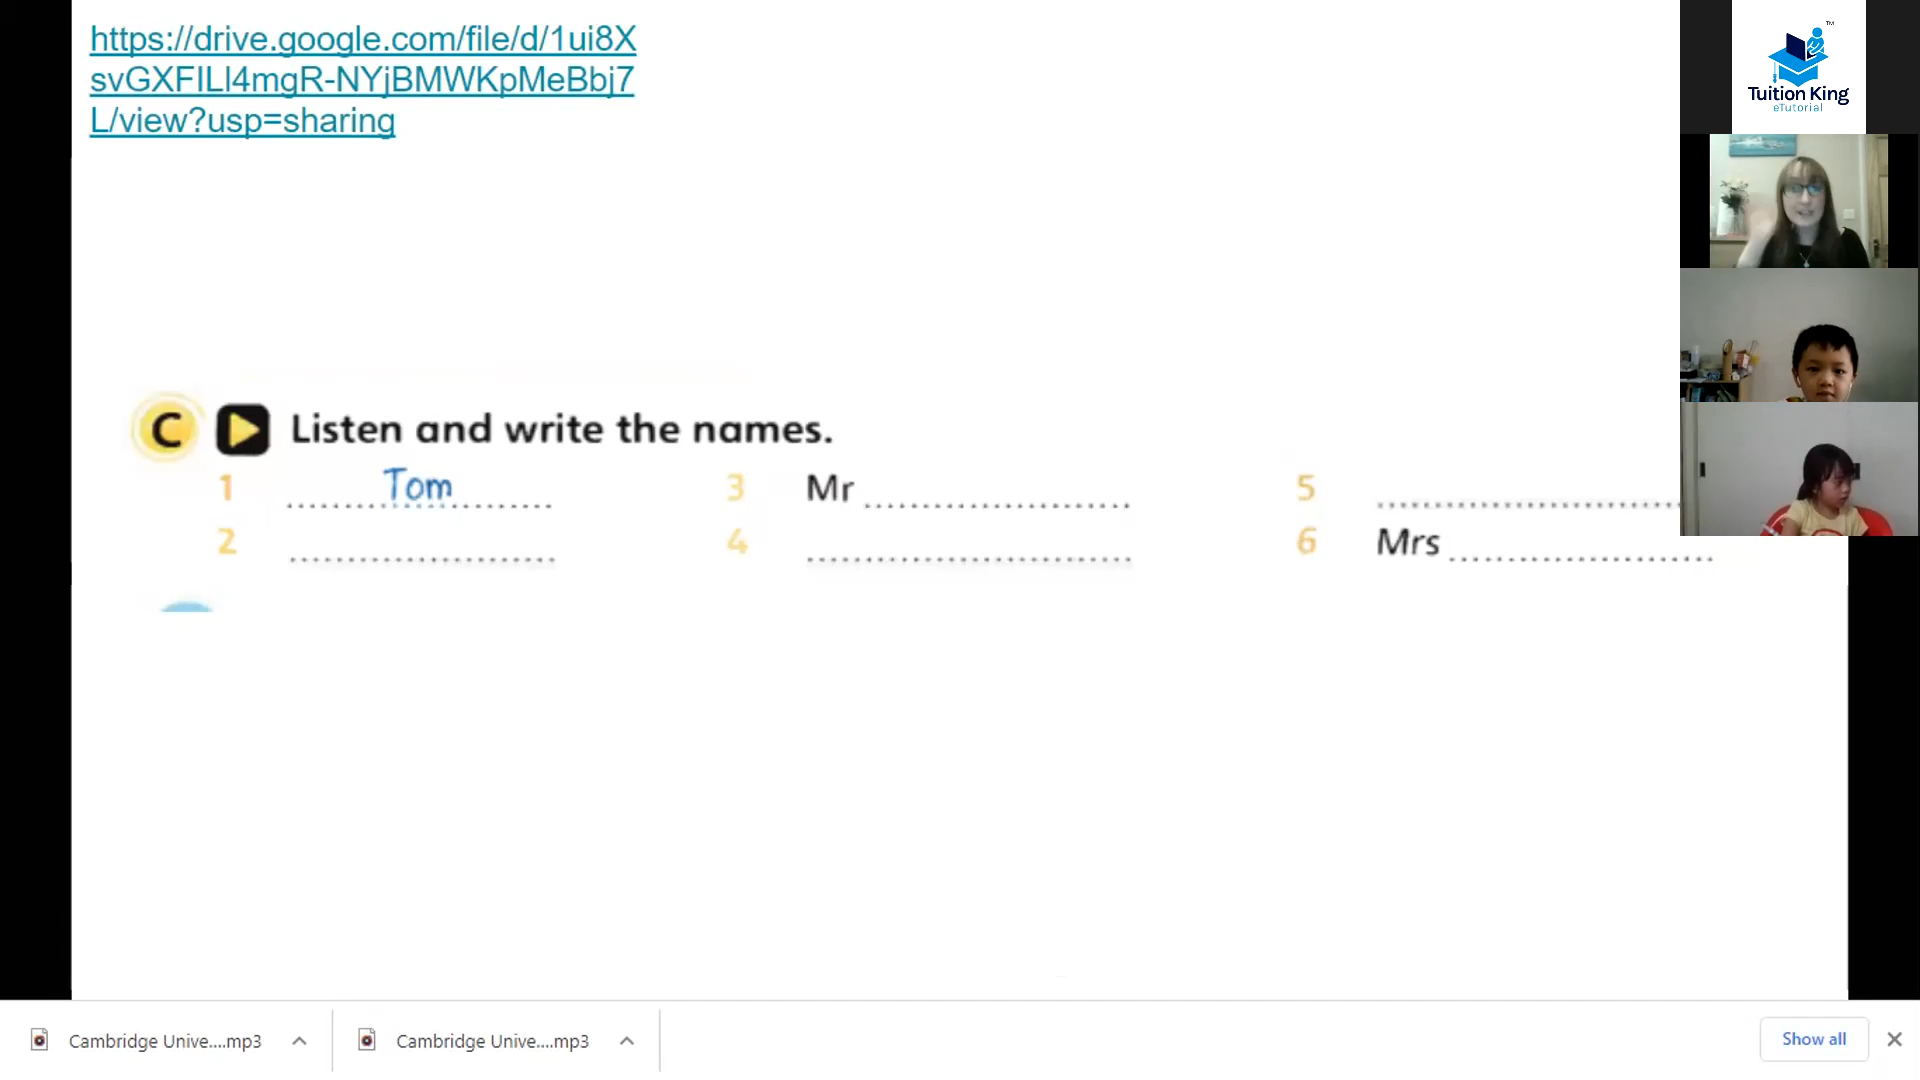 https://drive.google.com/file/d/1ui8X
svGXFILl4mgR-NYjBMWKpMeBbj7
L/view?usp=sharing
TM
Tuition King
eTutorial
C Listen and write the names.
1 Tom 3 Mr 5
2 4 6 Mrs
Cambridge Unive....mp3 Cambridge Unive....mp3 Show all